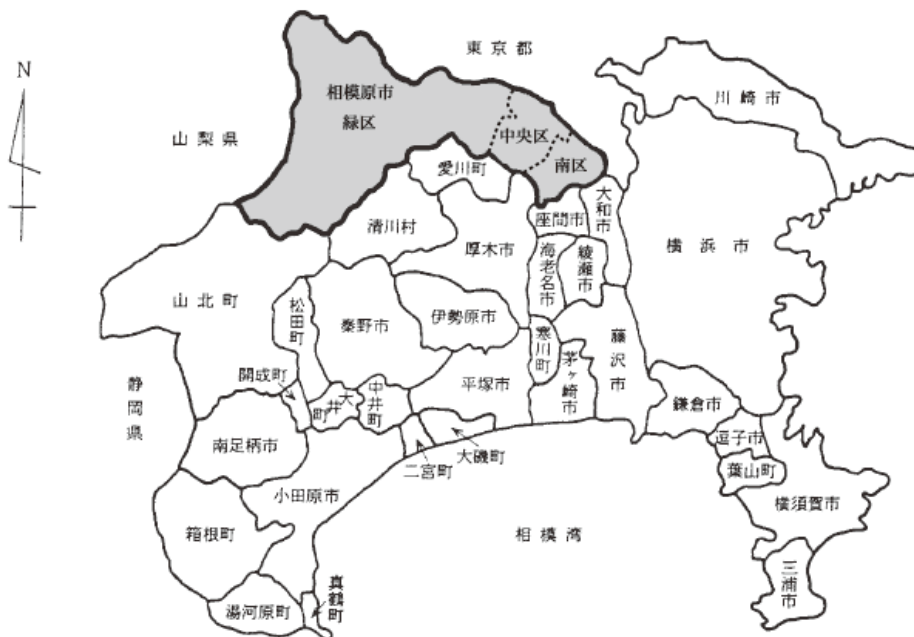 東京都
N
相模原市
緑区
川崎市
山梨県
中央区
南区
愛川町
大和市
清川村
座間市
厚木市
海老名市
綾瀬市
横浜市
山北町
松田町
秦野市
伊勢原市
寒川町
茅ヶ崎市
藤沢市
静岡県
開成町
大井町
中井町
平塚市
鎌倉市
南足柄市
二宮町
大磯町
逗子市
葉山町
小田原市
横須賀市
箱根町
相模湾
三浦市
湯河原町
真鶴町